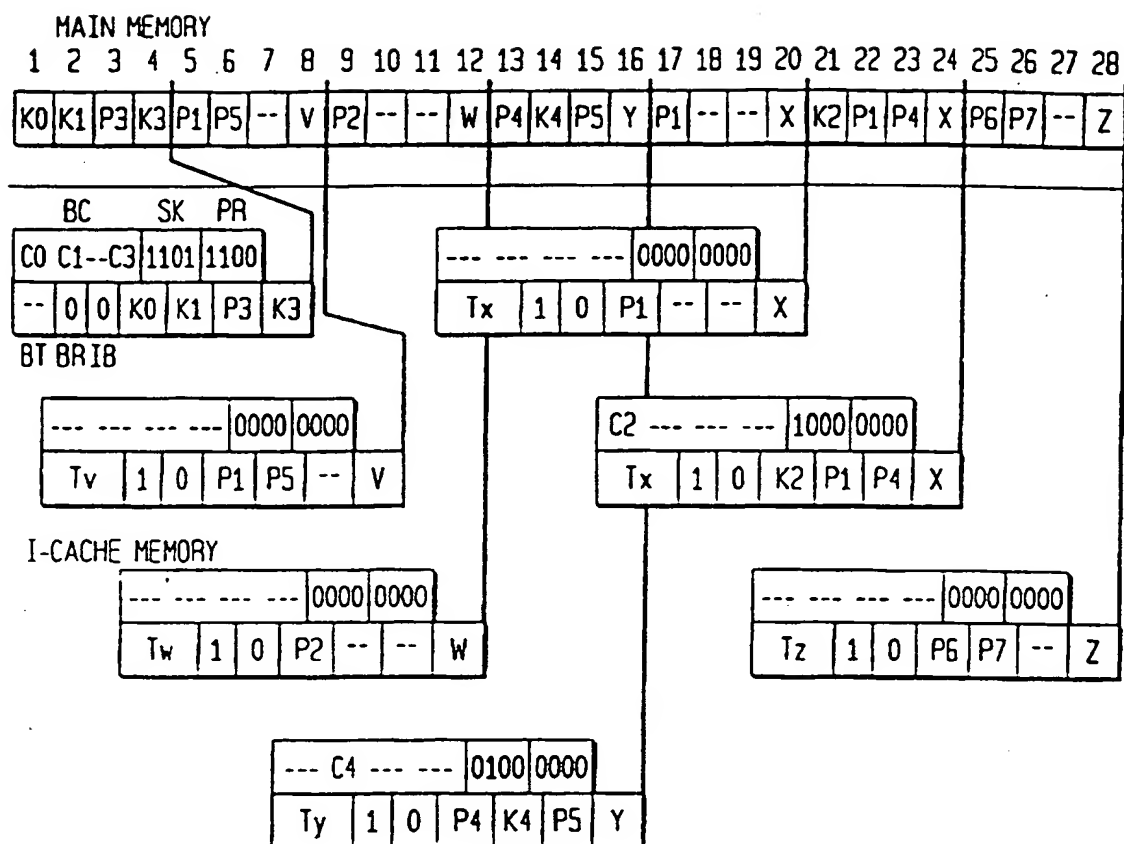 MAIN MEMORY
1 2 3 4 5 6 7 8 9 10 11 12 13 14 15 16 17 18 19 20 21 22 23 24 25 26 27 28
K0 K1 P3 K3 P1 P5 -- V P2 -- -- W P4 K4 P5 Y P1 -- -- X K2 P1 P4 X P6 P7 -- Z
BC SK PR
C0 C1--C3 1101 1100
-- 0 0 K0 K1 P3 K3
BT BR IB
--- --- --- --- 0000 0000
Tx 1 0 P1 -- -- X
--- --- --- --- 0000 0000
Tv 1 0 P1 P5 -- V
C2 --- --- --- 1000 0000
Tx 1 0 K2 P1 P4 X
I-CACHE MEMORY
--- --- --- --- 0000 0000
Tw 1 0 P2 -- -- W
--- --- --- --- 0000 0000
Tz 1 0 P6 P7 -- Z
--- C4 --- --- 0100 0000
Ty 1 0 P4 K4 P5 Y